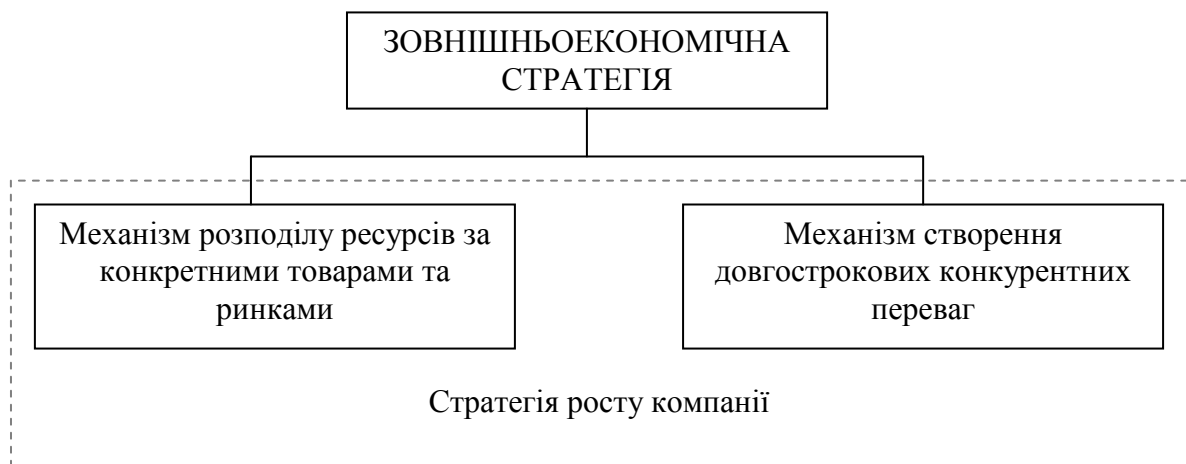 ЗОВНІШНЬОЕКОНОМІЧНА
СТРАТЕГІЯ
Механізм розподілу ресурсів за
конкретними товарами та
ринками
Механізм створення
довгострокових конкурентних
переваг
Стратегія росту компанії